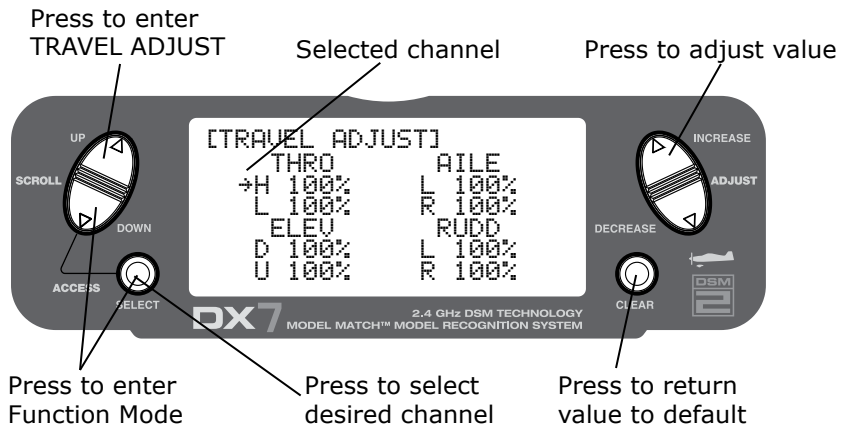 Press to enter
TRAVEL ADJUST
Selected channel
Press to adjust value
UP
SCROLL
DOWN
ACCESS
SELECT
[TRAVEL ADJUST]
THRO AILE
→H 100% L 100%
L 100% R 100%
ELEV RUDD
D 100% L 100%
U 100% R 100%
INCREASE
ADJUST
DECREASE
CLEAR
DSM
2
DX7
2.4 GHz DSM TECHNOLOGY
MODEL MATCH™ MODEL RECOGNITION SYSTEM
Press to enter
Function Mode
Press to select
desired channel
Press to return
value to default